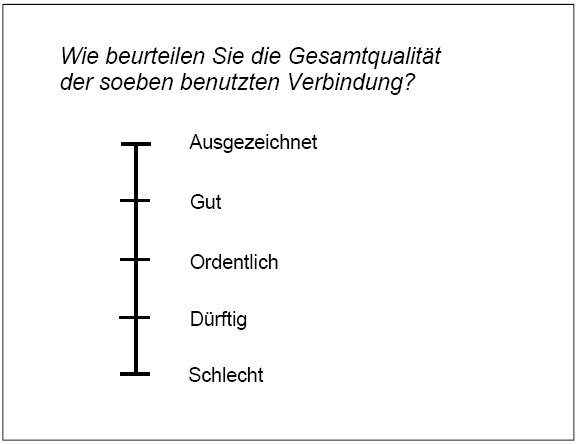 Wie beurteilen Sie die Gesamtqualität
der soeben benutzten Verbindung?
Ausgezeichnet
Gut
Ordentlich
Dürftig
Schlecht